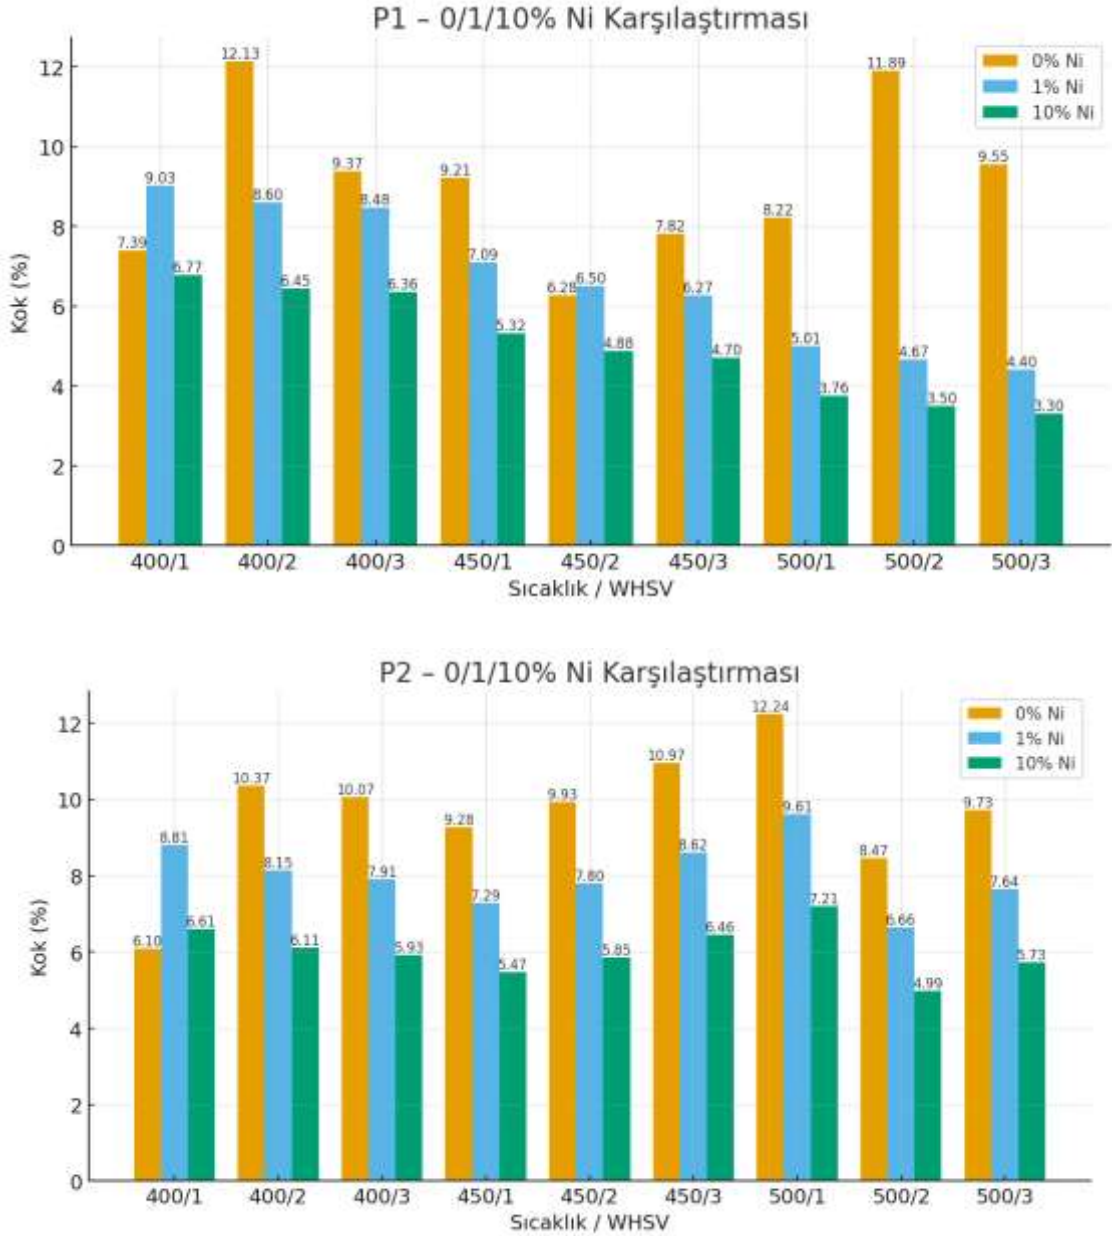 P1 – 0/1/10% Ni Karşılaştırması
0% Ni
1% Ni
10% Ni
Kok (%)
12
10
8
6
4
2
0
7.39 9.03 6.77
12.13 8.60 6.45
9.37 8.48 6.36
9.21 7.09 5.32
6.28 6.50 4.88
7.82 6.27 4.70
8.22 5.01 3.76
11.89 4.67 3.50
9.55 4.40 3.30
400/1 400/2 400/3 450/1 450/2 450/3 500/1 500/2 500/3
Sıcaklık / WHSV
P2 – 0/1/10% Ni Karşılaştırması
0% Ni
1% Ni
10% Ni
Kok (%)
12
10
8
6
4
2
0
6.10 8.81 6.61
10.37 8.15 6.11
10.07 7.91 5.93
9.28 7.29 5.47
9.93 7.80 5.85
10.97 8.62 6.46
12.24 9.61 7.21
8.47 6.66 4.99
9.73 7.64 5.73
400/1 400/2 400/3 450/1 450/2 450/3 500/1 500/2 500/3
Sıcaklık / WHSV